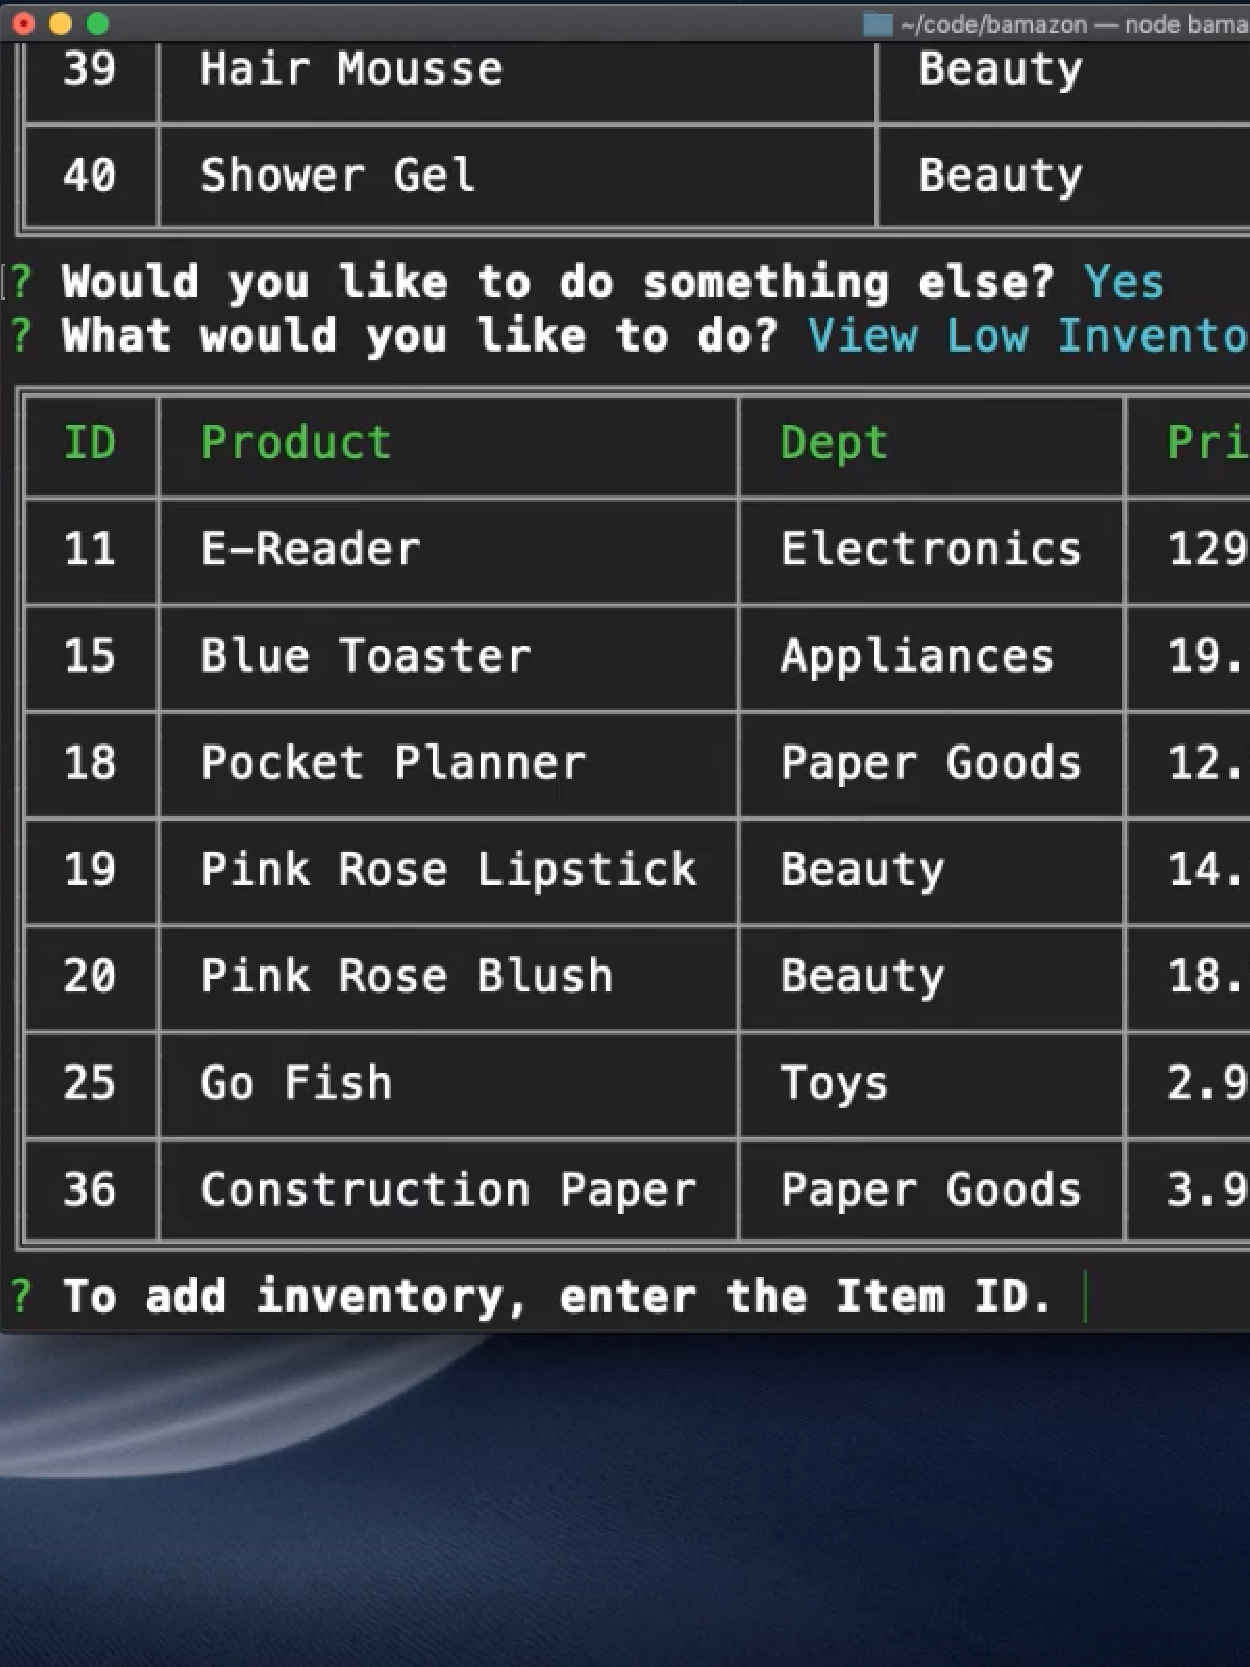 ~/code/bamazon — node bama
39 Hair Mousse Beauty
40 Shower Gel Beauty
? Would you like to do something else? Yes
? What would you like to do? View Low Invento
ID Product Dept Pri
11 E-Reader Electronics 129
15 Blue Toaster Appliances 19.
18 Pocket Planner Paper Goods 12.
19 Pink Rose Lipstick Beauty 14.
20 Pink Rose Blush Beauty 18.
25 Go Fish Toys 2.9
36 Construction Paper Paper Goods 3.9
? To add inventory, enter the Item ID.